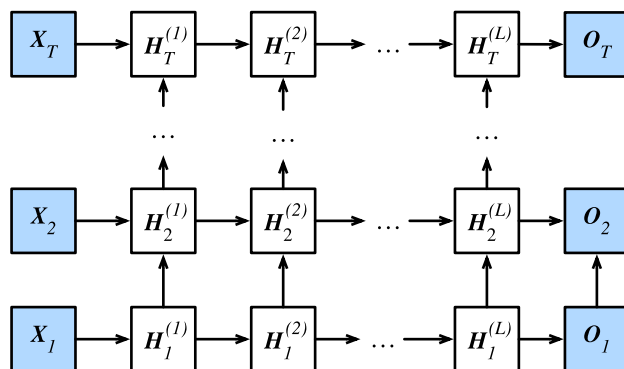 X_T H_T^{(1)} H_T^{(2)} ... H_T^{(L)} O_T
... ... ...
X_2 H_2^{(1)} H_2^{(2)} ... H_2^{(L)} O_2
X_1 H_1^{(1)} H_1^{(2)} ... H_1^{(L)} O_1